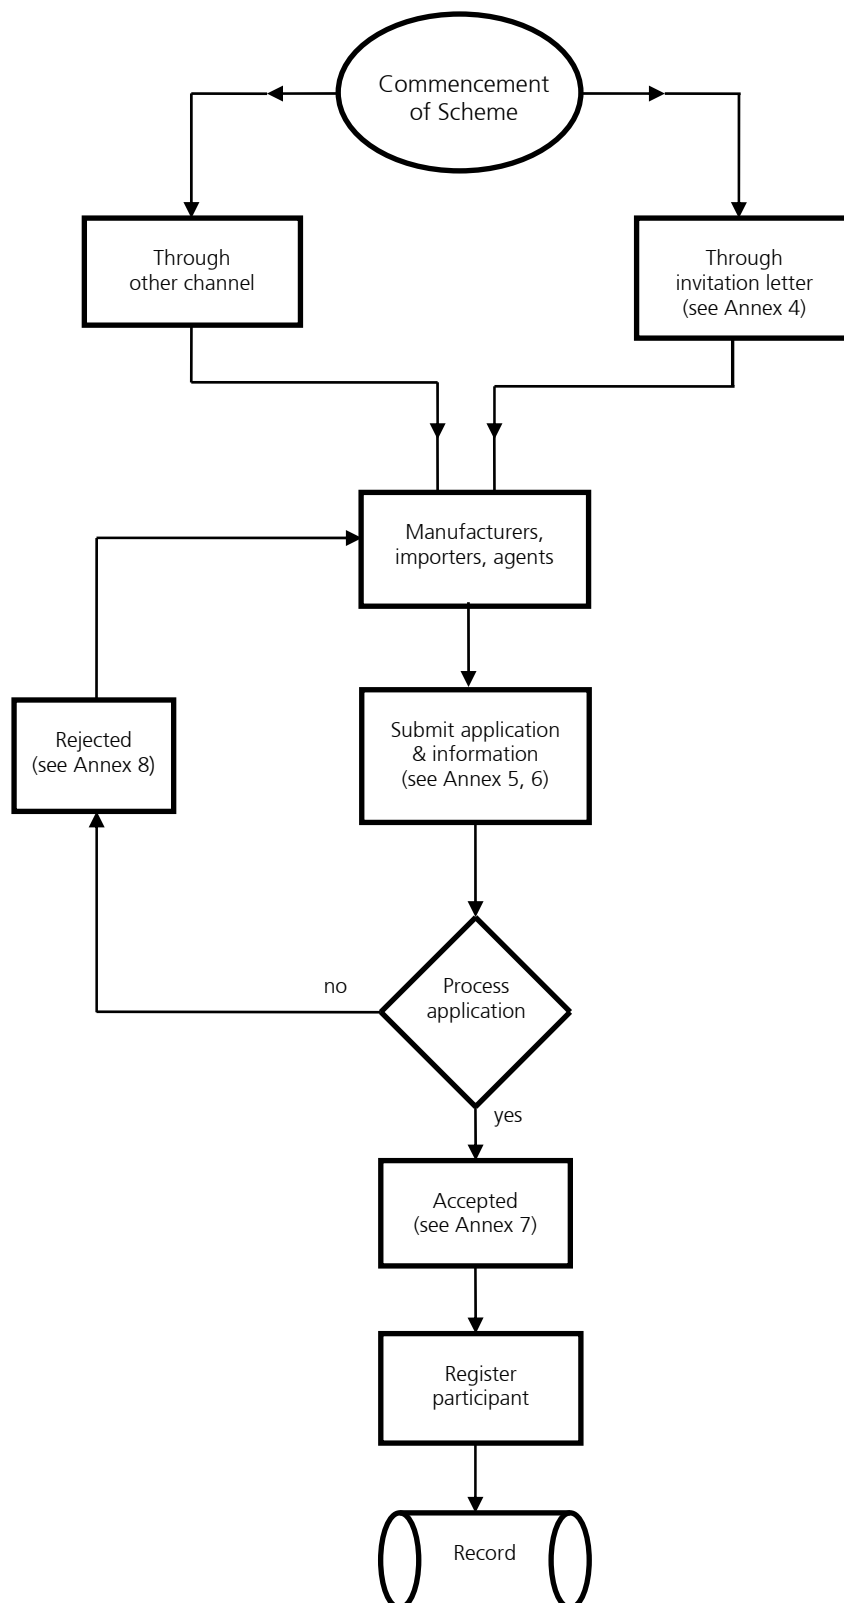 Commencement
of Scheme
Through
other channel
Through
invitation letter
(see Annex 4)
Manufacturers,
importers, agents
Rejected
(see Annex 8)
Submit application
& information
(see Annex 5, 6)
no
Process
application
yes
Accepted
(see Annex 7)
Register
participant
Record